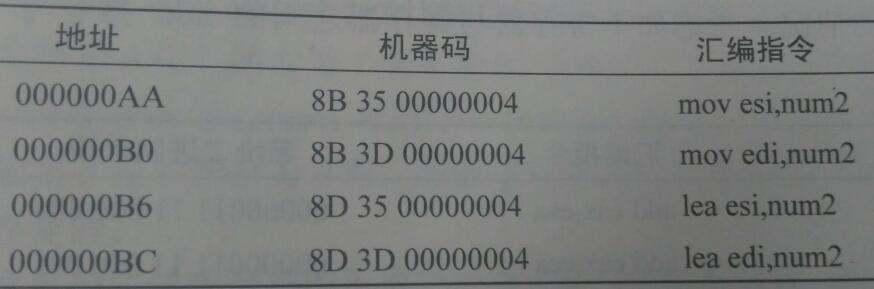 地址 机器码 汇编指令
000000AA 8B 35 00000004 mov esi,num2
000000B0 8B 3D 00000004 mov edi,num2
000000B6 8D 35 00000004 lea esi,num2
000000BC 8D 3D 00000004 lea edi,num2